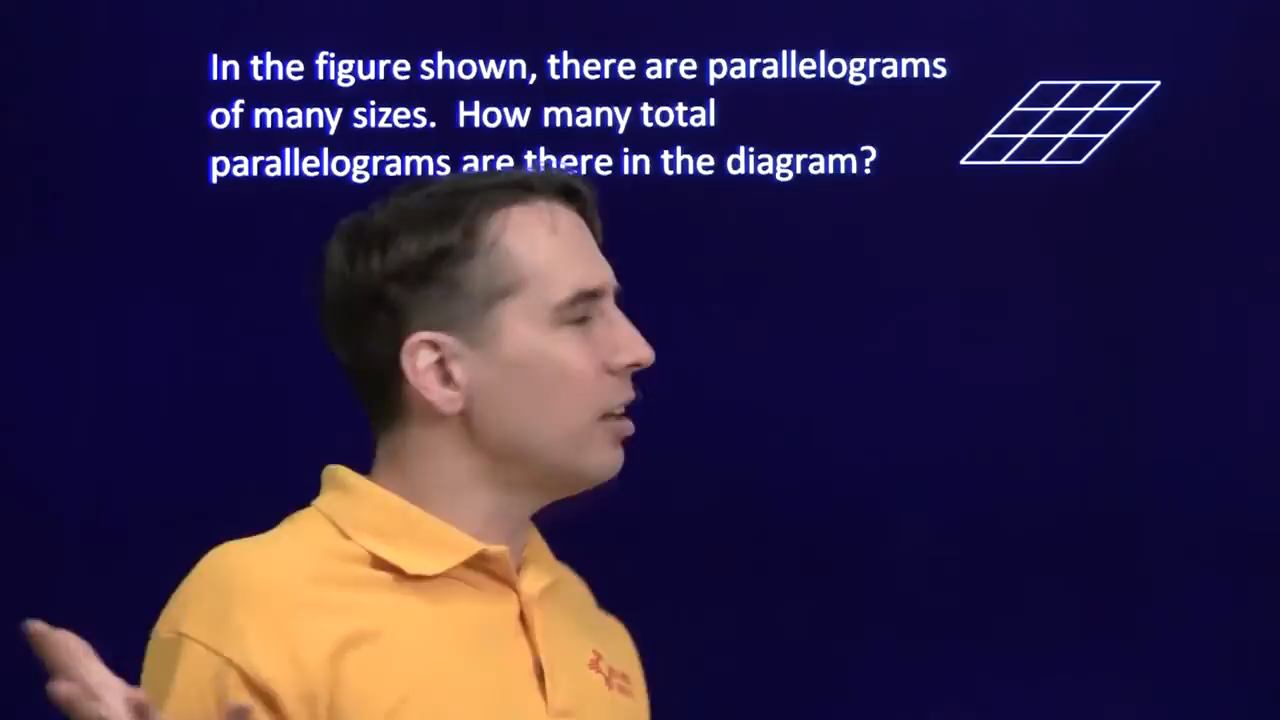 In the figure shown, there are parallelograms
of many sizes.  How many total
parallelograms are there in the diagram?